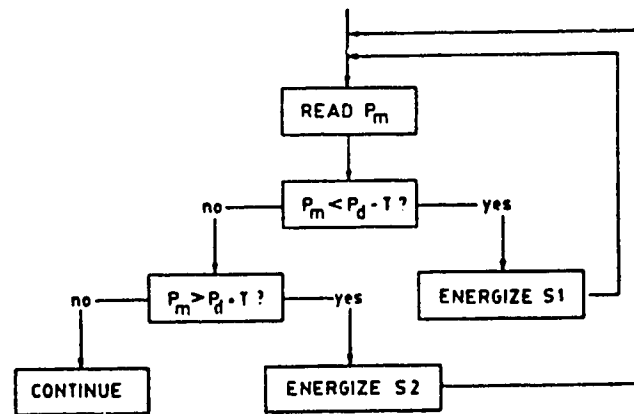 READ Pm
no Pm < Pd - T ? yes
ENERGIZE S1
no Pm > Pd + T ? yes
CONTINUE
ENERGIZE S2